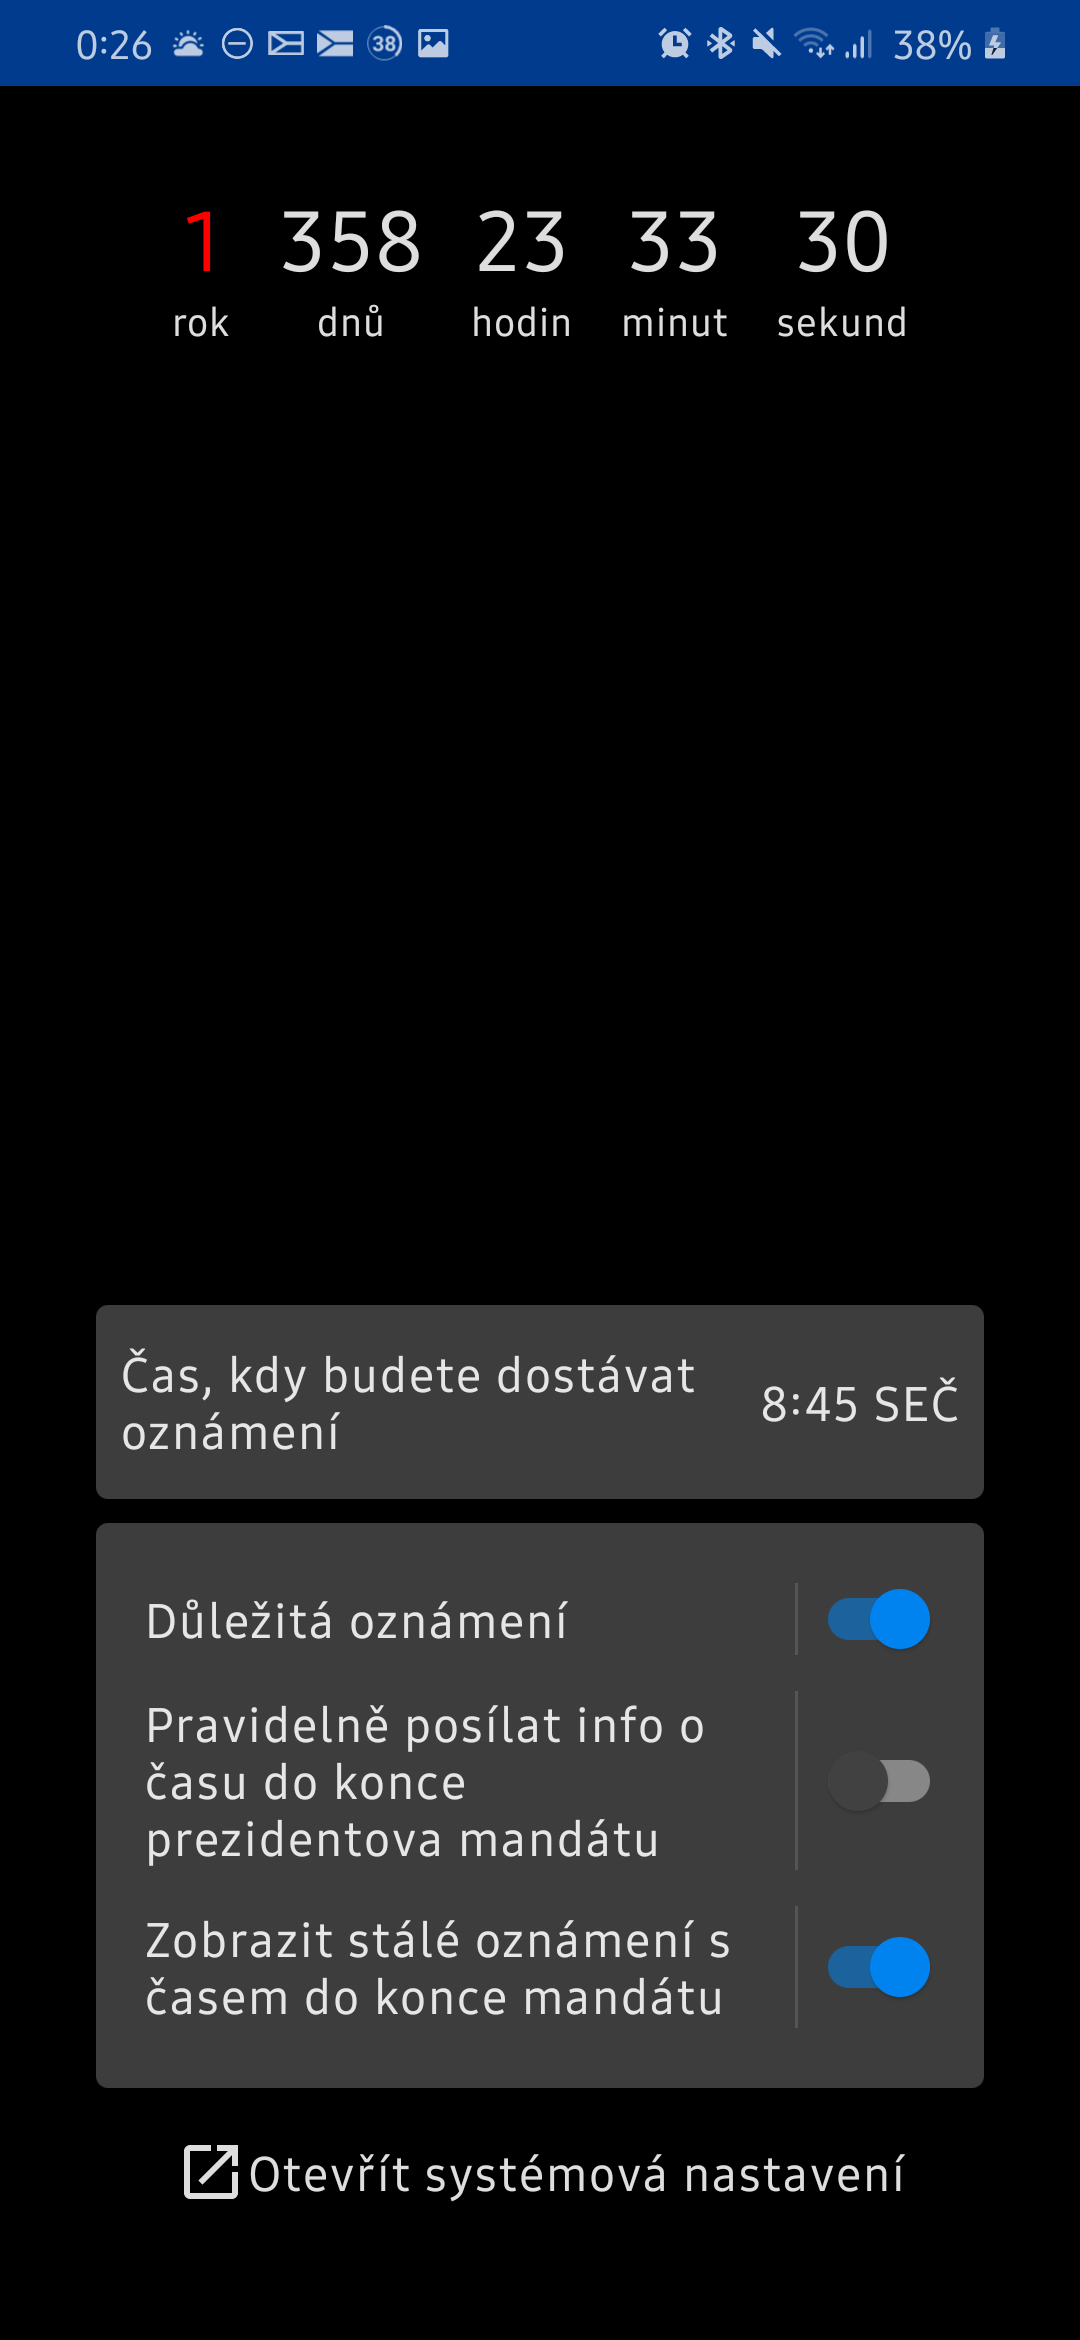 0:26 38 38%
1 358 23 33 30
rok dnů hodin minut sekund
Čas, kdy budete dostávat
oznámení
8:45 SEČ
Důležitá oznámení
Pravidelně posílat info o
času do konce
prezidentova mandátu
Zobrazit stálé oznámení s
časem do konce mandátu
Otevřít systémová nastavení